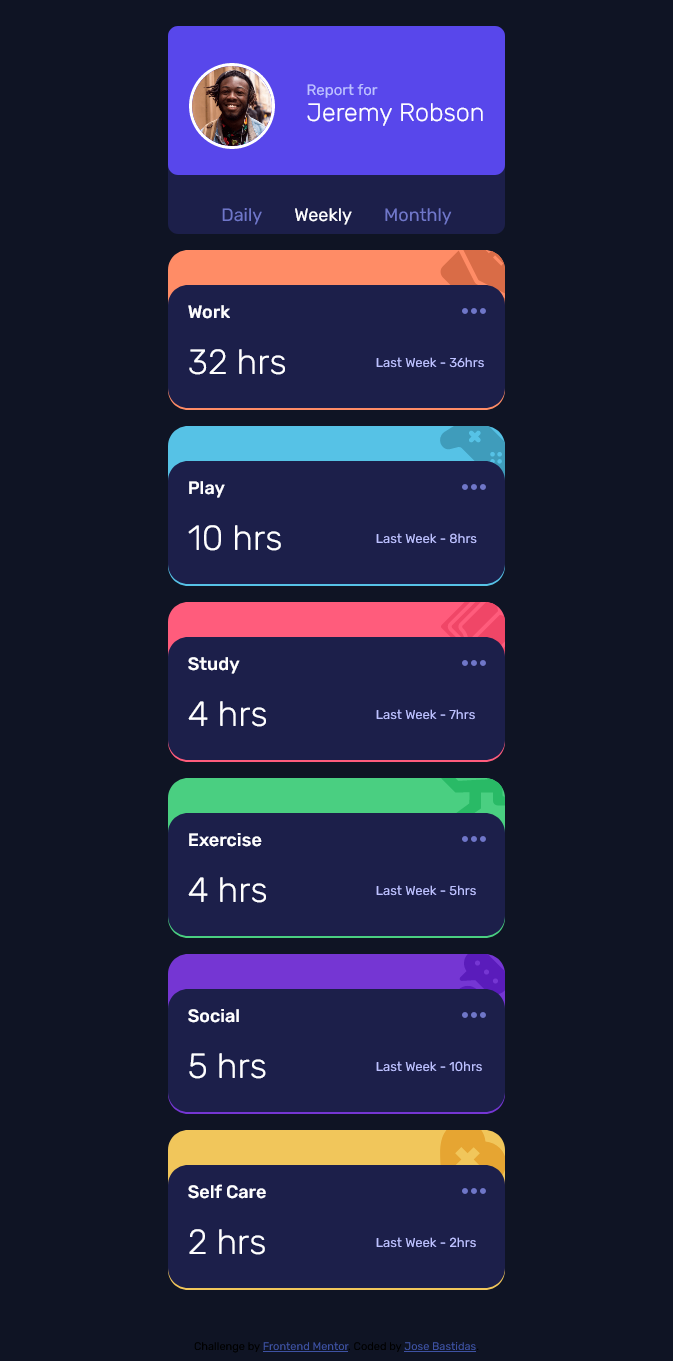 Report for
Jeremy Robson
Daily Weekly Monthly
Work
32 hrs Last Week - 36hrs
Play
10 hrs Last Week - 8hrs
Study
4 hrs Last Week - 7hrs
Exercise
4 hrs Last Week - 5hrs
Social
5 hrs Last Week - 10hrs
Self Care
2 hrs Last Week - 2hrs
Challenge by Frontend Mentor. Coded by Jose Bastidas.